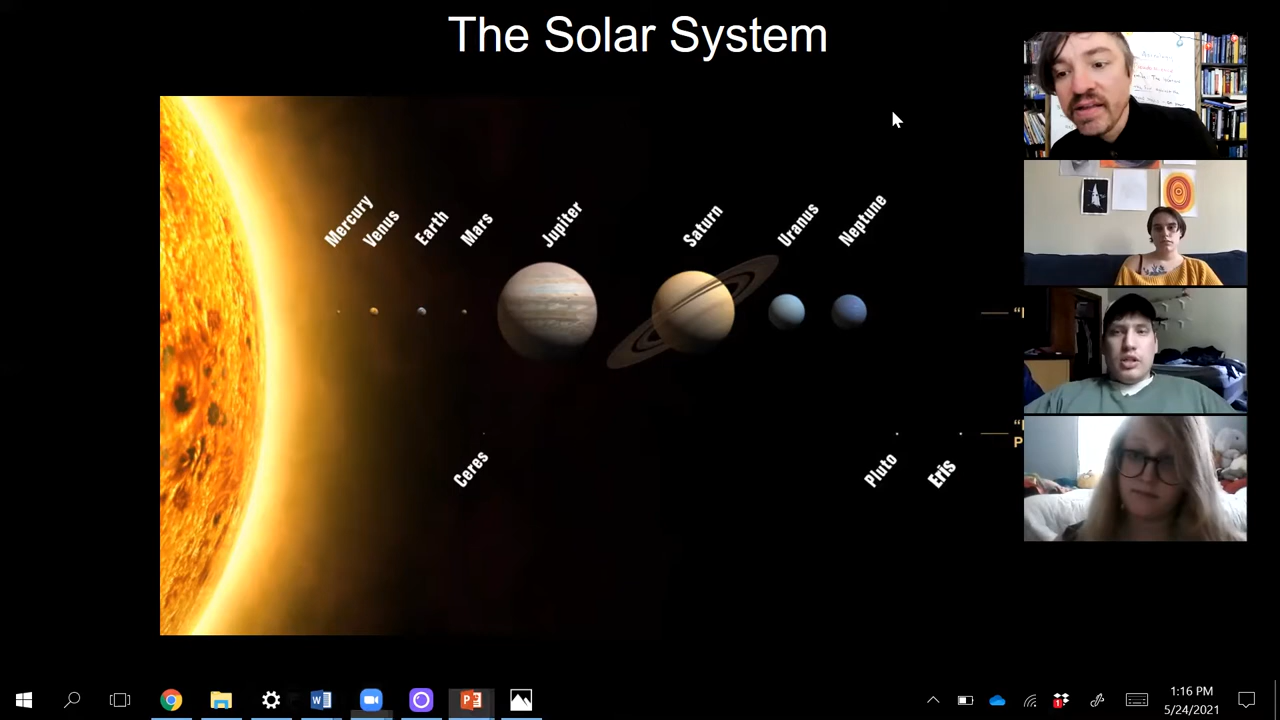 The Solar System
Mercury
Venus
Earth
Mars
Jupiter
Saturn
Uranus
Neptune
Ceres
Pluto
Eris
P
1:16 PM
5/24/2021